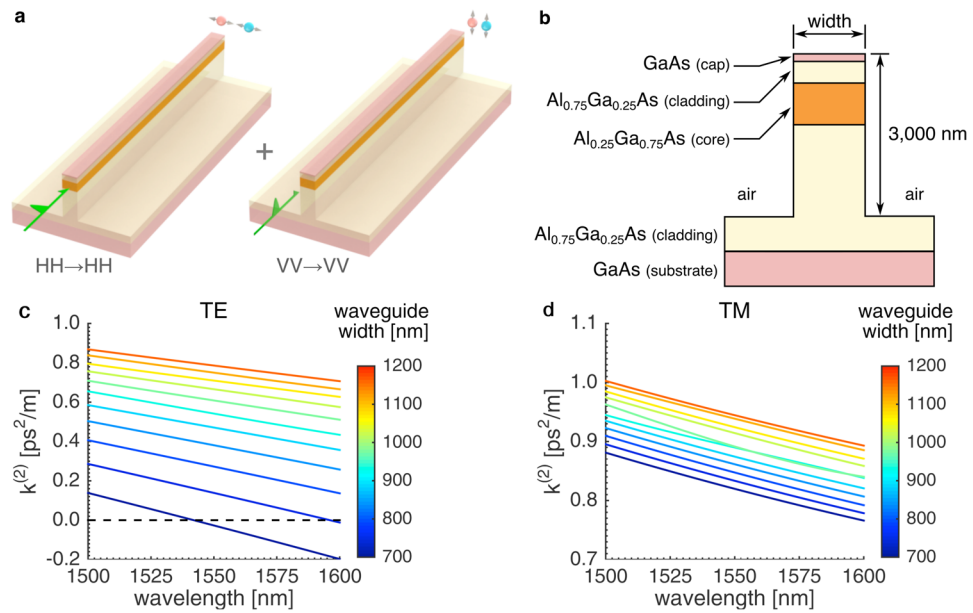 a
+
HH→HH
VV→VV
b
width
GaAs (cap)
Al0.75Ga0.25As (cladding)
Al0.25Ga0.75As (core)
3,000 nm
air
air
Al0.75Ga0.25As (cladding)
GaAs (substrate)
c
TE
waveguide
width [nm]
1.0
0.8
0.6
0.4
0.2
0.0
-0.2
k(2) [ps2/m]
1500
1525
1550
1575
1600
wavelength [nm]
1200
1100
1000
900
800
700
d
TM
waveguide
width [nm]
1.1
1.0
0.9
0.8
0.7
k(2) [ps2/m]
1500
1525
1550
1575
1600
wavelength [nm]
1200
1100
1000
900
800
700